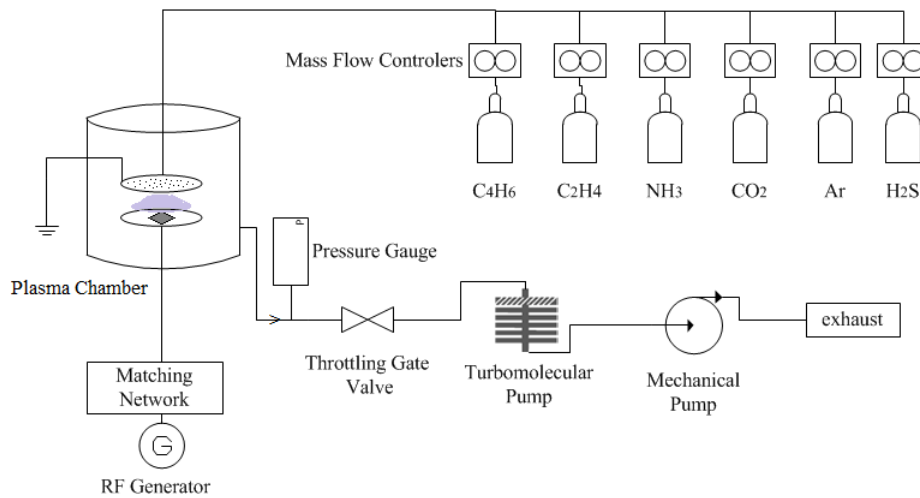 Mass Flow Controlers
C4H6
C2H4
NH3
CO2
Ar
H2S
P
Pressure Gauge
Plasma Chamber
Throttling Gate
Valve
Turbomolecular
Pump
Mechanical
Pump
exhaust
Matching
Network
G
RF Generator